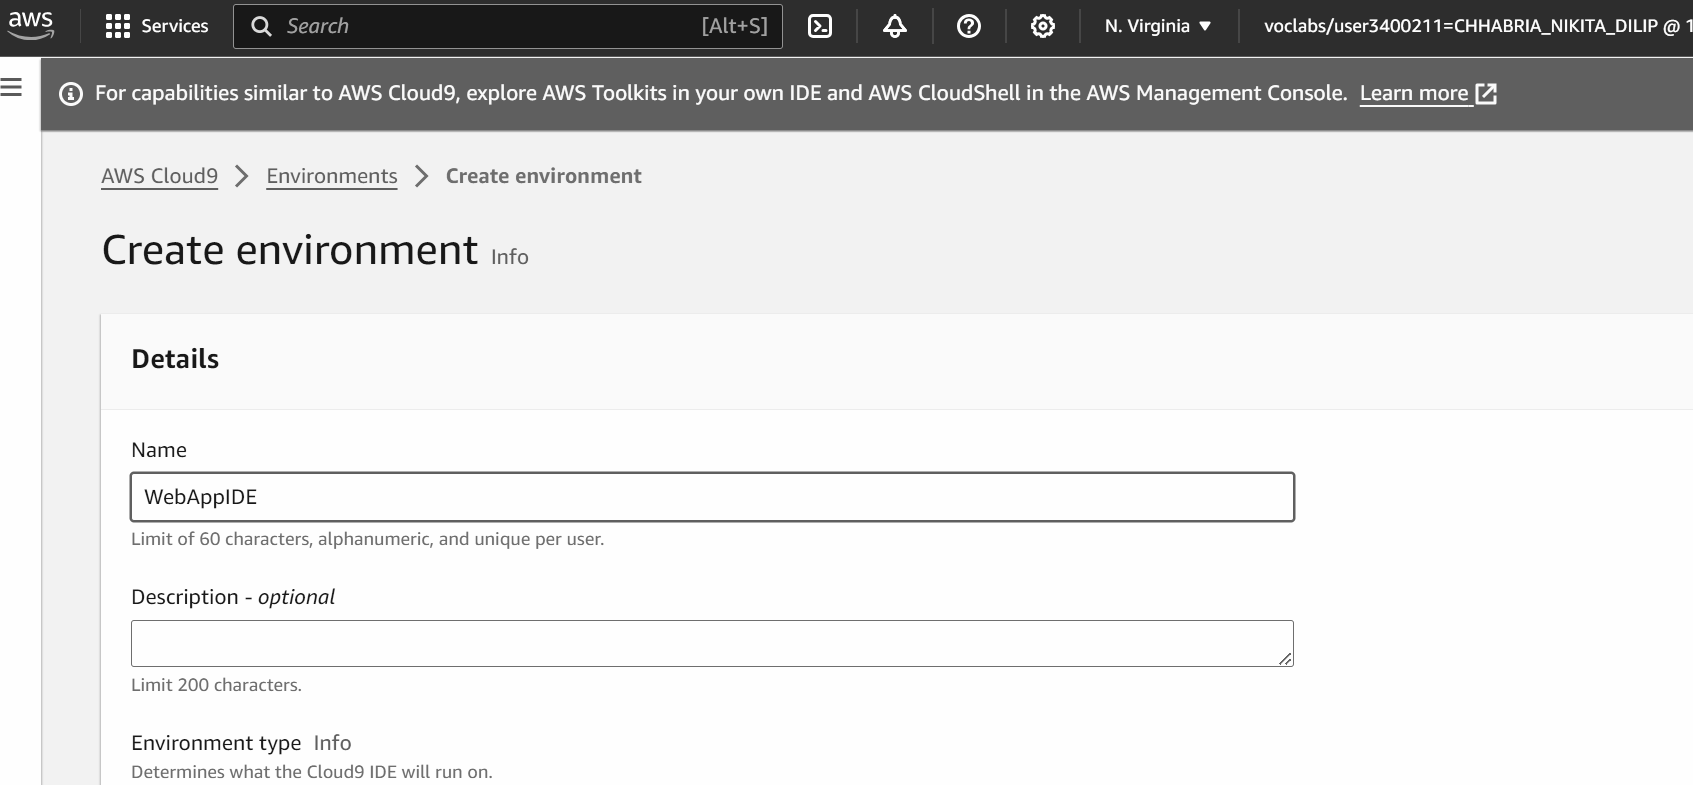 aws Services Search [Alt+S] N. Virginia voclabs/user3400211=CHHABRIA_NIKITA_DILIP @ 1
For capabilities similar to AWS Cloud9, explore AWS Toolkits in your own IDE and AWS CloudShell in the AWS Management Console. Learn more
AWS Cloud9 Environments Create environment
Create environment Info
Details
Name
WebAppIDE
Limit of 60 characters, alphanumeric, and unique per user.
Description - optional
Limit 200 characters.
Environment type Info
Determines what the Cloud9 IDE will run on.